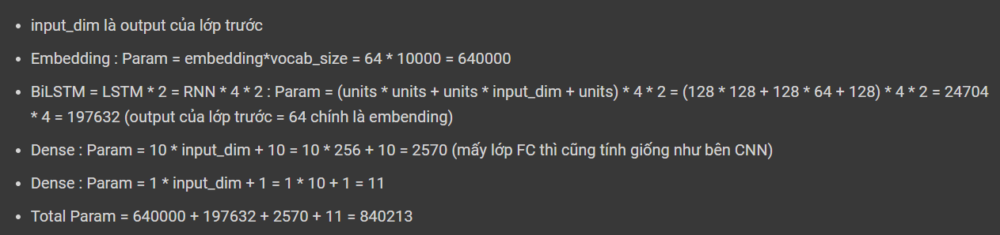 • input_dim là output của lớp trước
• Embedding : Param = embedding*vocab_size = 64 * 10000 = 640000
• BiLSTM = LSTM * 2 = RNN * 4 * 2 : Param = (units * units + units * input_dim + units) * 4 * 2 = (128 * 128 + 128 * 64 + 128) * 4 * 2 = 24704
* 4 = 197632 (output của lớp trước = 64 chính là embending)
• Dense : Param = 10 * input_dim + 10 = 10 * 256 + 10 = 2570 (mấy lớp FC thì cũng tính giống như bên CNN)
• Dense : Param = 1 * input_dim + 1 = 1 * 10 + 1 = 11
• Total Param = 640000 + 197632 + 2570 + 11 = 840213